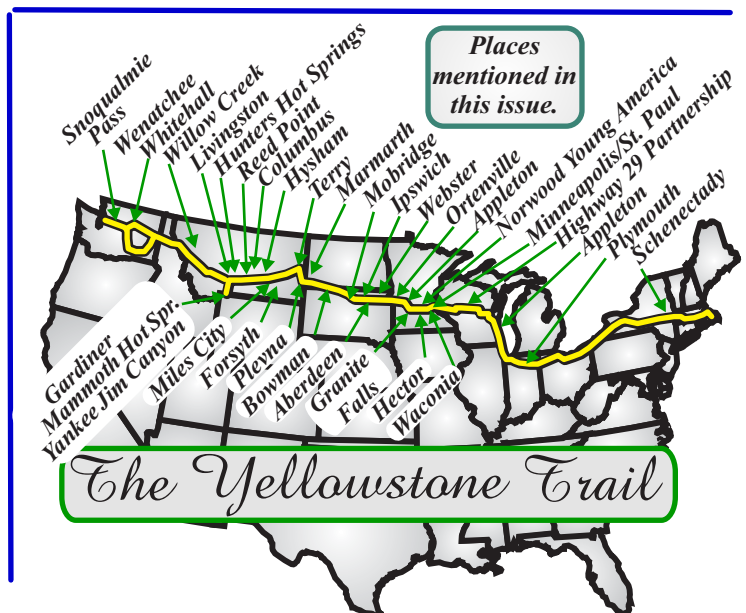 Places
mentioned in
this issue.
Snoqualmie
Pass
Wenatchee
Whitehall
Willow Creek
Livingston
Hunters Hot Springs
Reed Point
Columbus
Hysham
Terry
Marmarth
Mobridge
Ipswich
Webster
Ortenville
Appleton
Norwood Young America
Minneapolis/St. Paul
Highway 29 Partnership
Appleton
Plymouth
Schenectady
Gardiner
Mammoth Hot Spr.
Yankee Jim Canyon
Miles City
Forsyth
Plevna
Bowman
Aberdeen
Granite
Falls
Hector
Waconia
The Yellowstone Trail